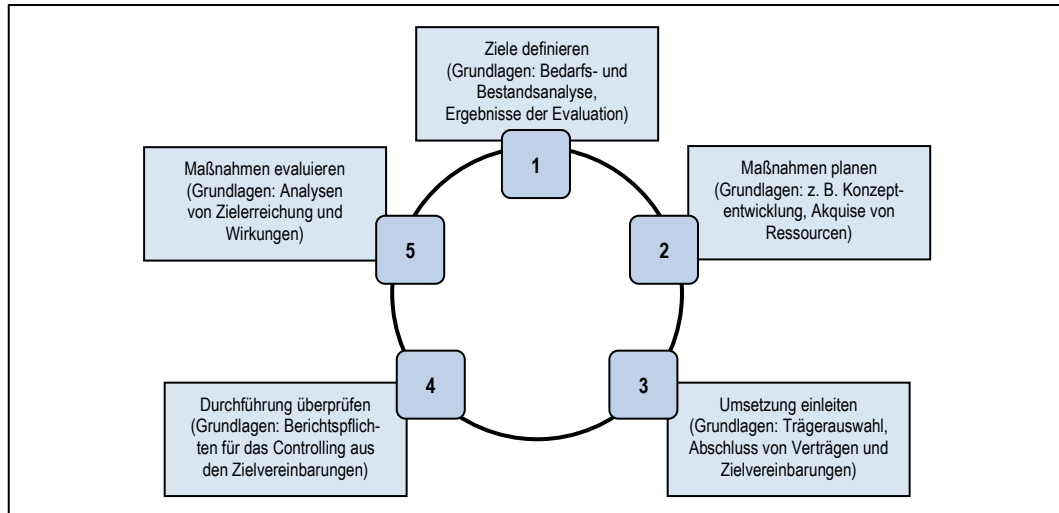 Ziele definieren
(Grundlagen: Bedarfs- und
Bestandsanalyse,
Ergebnisse der Evaluation)
1
Maßnahmen planen
(Grundlagen: z. B. Konzept-
entwicklung, Akquise von
Ressourcen)
2
Umsetzung einleiten
(Grundlagen: Trägerauswahl,
Abschluss von Verträgen und
Zielvereinbarungen)
3
Durchführung überprüfen
(Grundlagen: Berichtspflich-
ten für das Controlling aus
den Zielvereinbarungen)
4
Maßnahmen evaluieren
(Grundlagen: Analysen
von Zielerreichung und
Wirkungen)
5